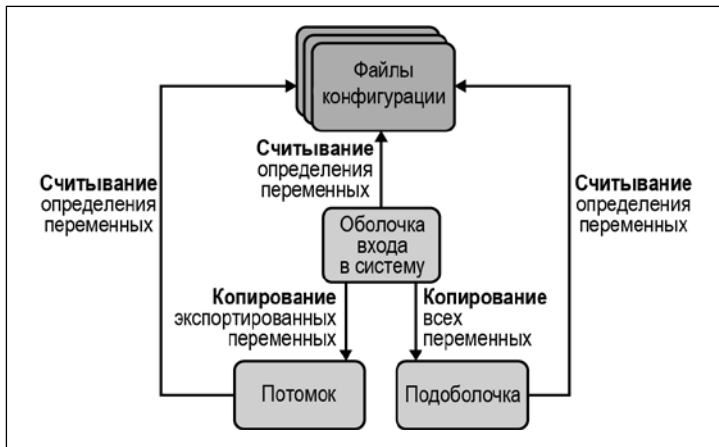 Файлы
конфигурации
Считывание
определения
переменных
Считывание
определения
переменных
Считывание
определения
переменных
Оболочка
входа
в систему
Копирование
экспортированных
переменных
Копирование
всех
переменных
Потомок
Подоболочка